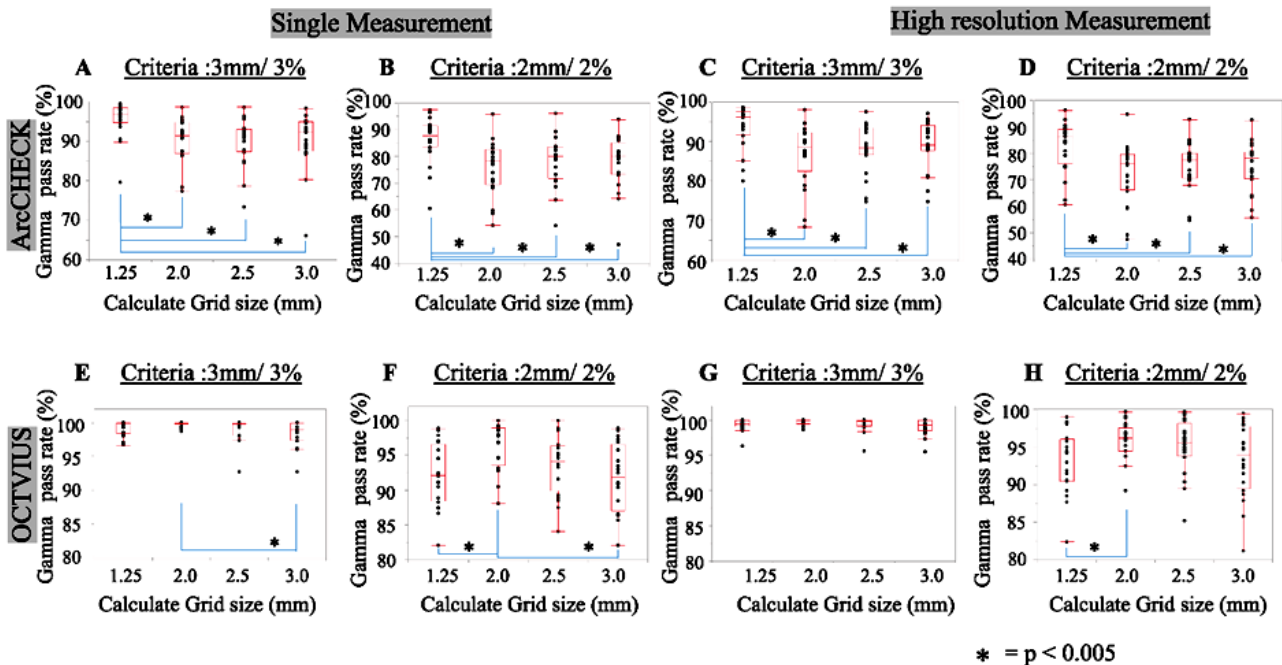 Single Measurement
High resolution Measurement
A Criteria :3mm/ 3%
B Criteria :2mm/ 2%
C Criteria :3mm/ 3%
D Criteria :2mm/ 2%
ArcCHECK
Gamma pass rate (%)
100
90
80
70
60
1.25 2.0 2.5 3.0
Calculate Grid size (mm)
* * *
Gamma pass rate (%)
100
90
80
70
60
50
40
1.25 2.0 2.5 3.0
Calculate Grid size (mm)
* * *
Gamma pass ratc (%)
100
90
80
70
60
1.25 2.0 2.5 3.0
Calculate Grid size (mm)
* * *
Gamma pass rate (%)
100
90
80
70
60
50
40
1.25 2.0 2.5 3.0
Calculate Grid size (mm)
* * *
E Criteria :3mm/ 3%
F Criteria :2mm/ 2%
G Criteria :3mm/ 3%
H Criteria :2mm/ 2%
OCTVIUS
Gamma pass rate (%)
100
95
90
85
80
1.25 2.0 2.5 3.0
Calculate Grid size (mm)
*
Gamma pass rate (%)
100
95
90
85
80
1.25 2.0 2.5 3.0
Calculate Grid size (mm)
* *
Gamma pass rate (%)
100
95
90
85
80
1.25 2.0 2.5 3.0
Calculate Grid size (mm)
Gamma pass rate (%)
100
95
90
85
80
1.25 2.0 2.5 3.0
Calculate Grid size (mm)
*
* = p < 0.005